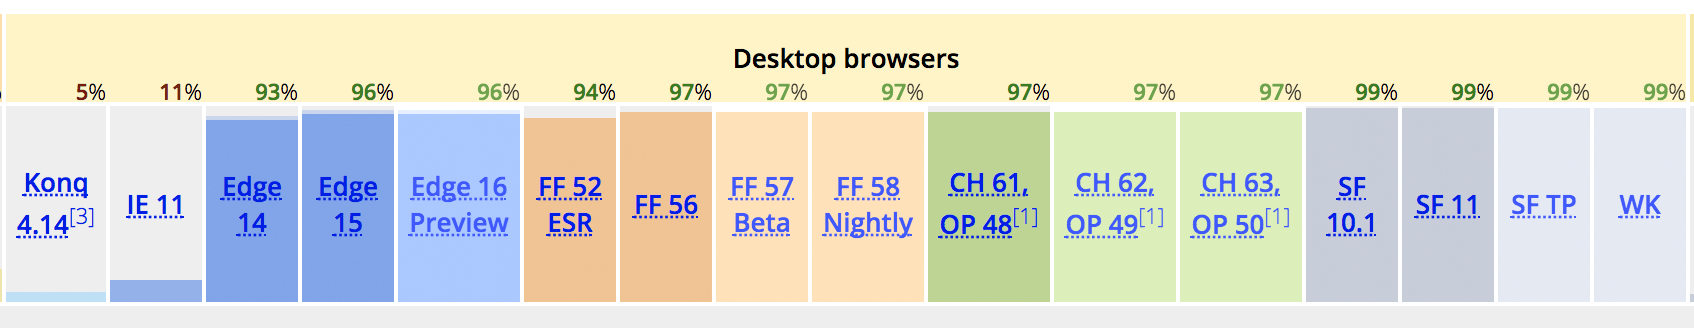 Desktop browsers
5% 11% 93% 96% 96% 94% 97% 97% 97% 97% 97% 97% 99% 99% 99% 99%
Konq
4.14[3]
IE 11
Edge
14
Edge
15
Edge 16
Preview
FF 52
ESR
FF 56
FF 57
Beta
FF 58
Nightly
CH 61,
OP 48[1]
CH 62,
OP 49[1]
CH 63,
OP 50[1]
SF
10.1
SF 11
SF TP
WK